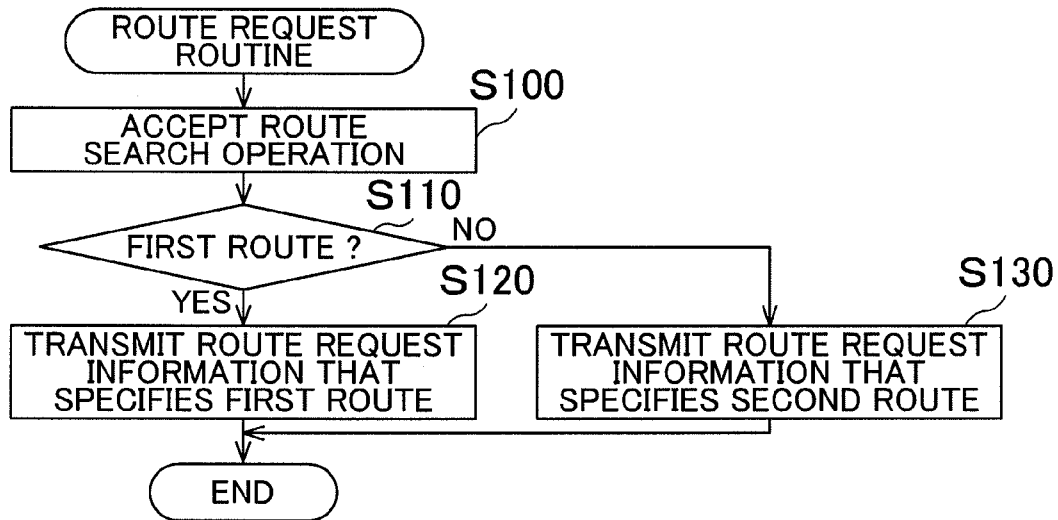 ROUTE REQUEST
ROUTINE
S100
ACCEPT ROUTE
SEARCH OPERATION
S110
FIRST ROUTE ?
NO
YES
S120
TRANSMIT ROUTE REQUEST
INFORMATION THAT
SPECIFIES FIRST ROUTE
S130
TRANSMIT ROUTE REQUEST
INFORMATION THAT
SPECIFIES SECOND ROUTE
END